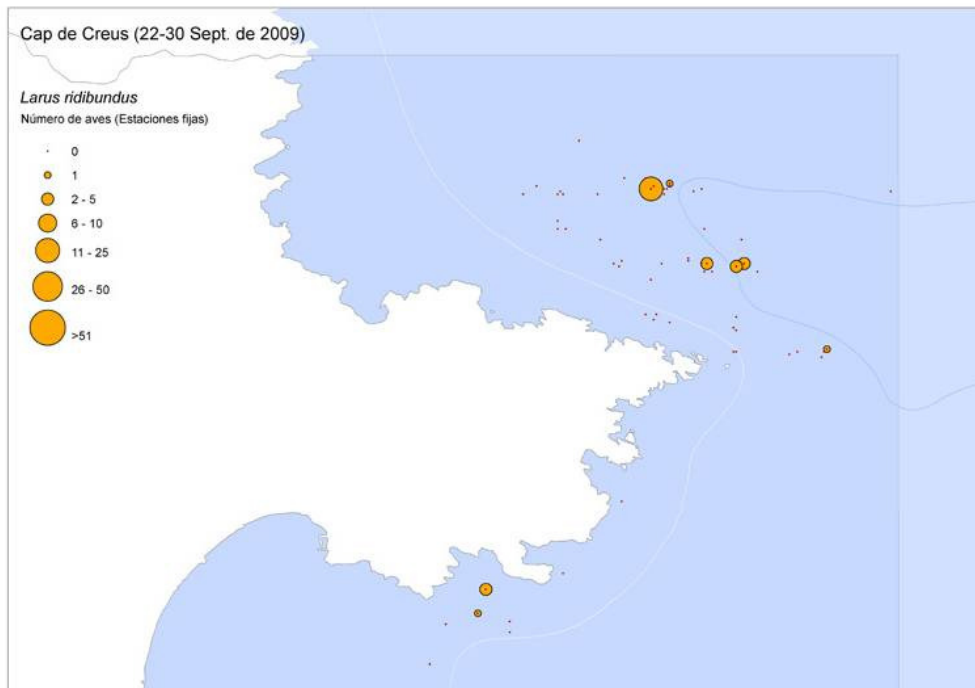 Cap de Creus (22-30 Sept. de 2009)
Larus ridibundus
Número de aves (Estaciones fijas)
0
1
2 - 5
6 - 10
11 - 25
26 - 50
>51